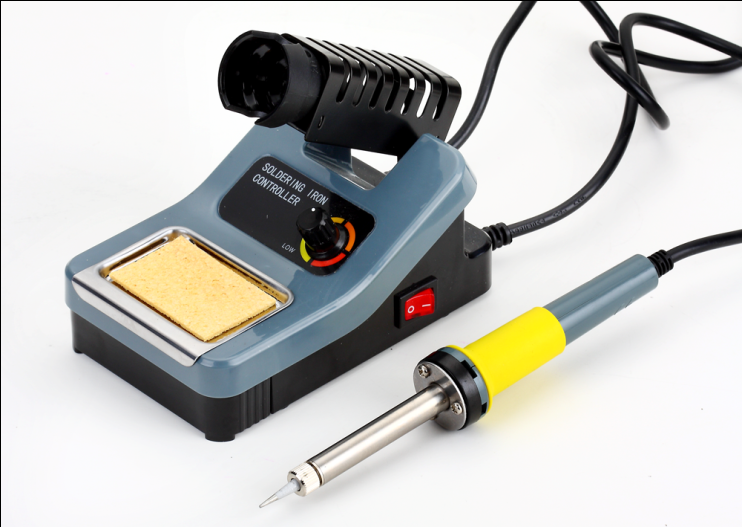 SOLDERING IRON
CONTROLLER
LOW
O I